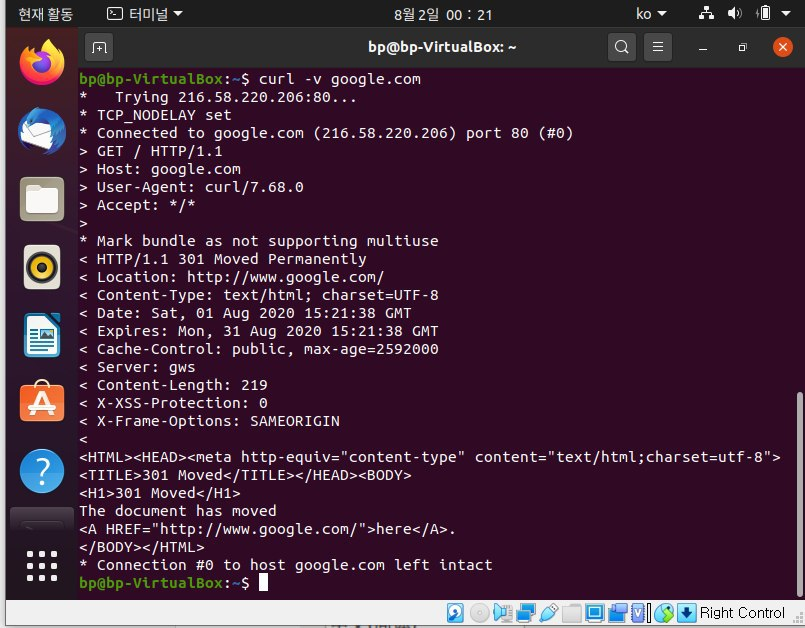 현재 활동 터미널 8월 2일 00 : 21 ko
bp@bp-VirtualBox: ~
bp@bp-VirtualBox:~$ curl -v google.com
*   Trying 216.58.220.206:80...
* TCP_NODELAY set
* Connected to google.com (216.58.220.206) port 80 (#0)
> GET / HTTP/1.1
> Host: google.com
> User-Agent: curl/7.68.0
> Accept: */*
>
* Mark bundle as not supporting multiuse
< HTTP/1.1 301 Moved Permanently
< Location: http://www.google.com/
< Content-Type: text/html; charset=UTF-8
< Date: Sat, 01 Aug 2020 15:21:38 GMT
< Expires: Mon, 31 Aug 2020 15:21:38 GMT
< Cache-Control: public, max-age=2592000
< Server: gws
< Content-Length: 219
< X-XSS-Protection: 0
< X-Frame-Options: SAMEORIGIN
<
<HTML><HEAD><meta http-equiv="content-type" content="text/html;charset=utf-8">
<TITLE>301 Moved</TITLE></HEAD><BODY>
<H1>301 Moved</H1>
The document has moved
<A HREF="http://www.google.com/">here</A>.
</BODY></HTML>
* Connection #0 to host google.com left intact
bp@bp-VirtualBox:~$
Right Control